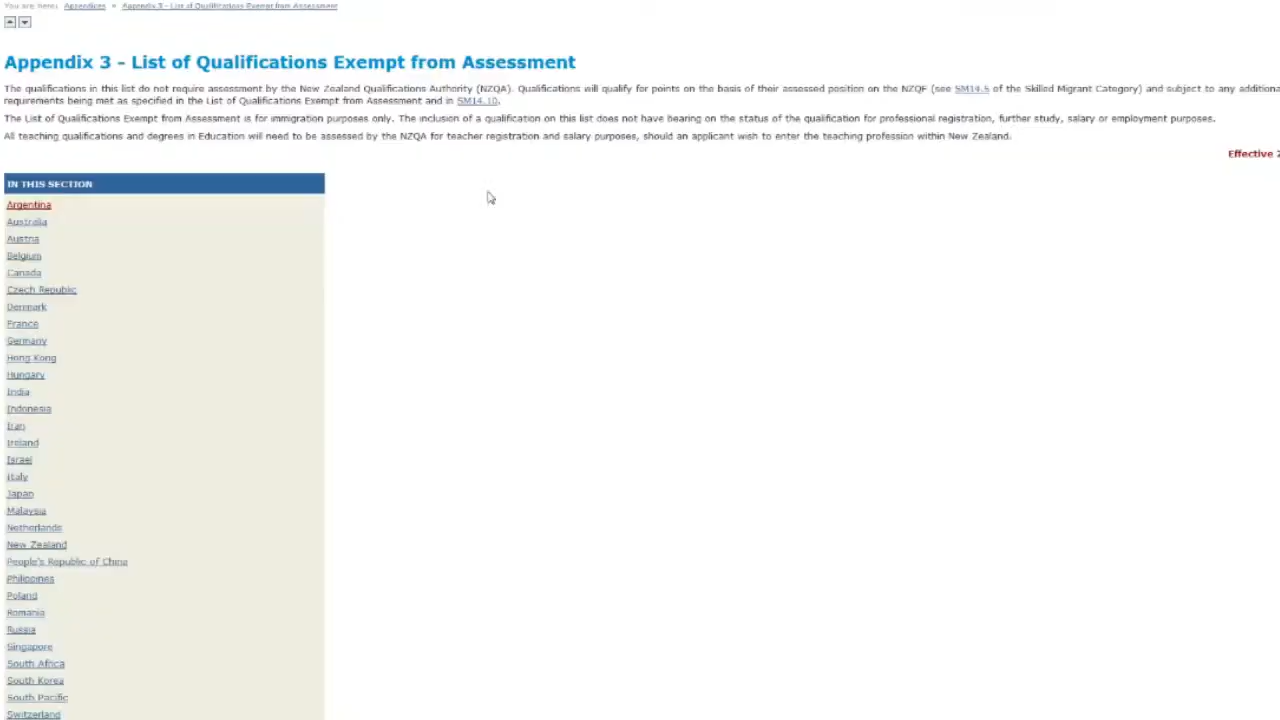 You are here: Appendices » Appendix 3 - List of Qualifications Exempt from Assessment
Appendix 3 - List of Qualifications Exempt from Assessment
The qualifications in this list do not require assessment by the New Zealand Qualifications Authority (NZQA). Qualifications will qualify for points on the basis of their assessed position on the NZQF (see SM14.5 of the Skilled Migrant Category) and subject to any additiona
requirements being met as specified in the List of Qualifications Exempt from Assessment and in SM14.10.
The List of Qualifications Exempt from Assessment is for immigration purposes only. The inclusion of a qualification on this list does not have bearing on the status of the qualification for professional registration, further study, salary or employment purposes.
All teaching qualifications and degrees in Education will need to be assessed by the NZQA for teacher registration and salary purposes, should an applicant wish to enter the teaching profession within New Zealand.
Effective 2
IN THIS SECTION
Argentina
Australia
Austria
Belgium
Canada
Czech Republic
Denmark
France
Germany
Hong Kong
Hungary
India
Indonesia
Iran
Ireland
Israel
Italy
Japan
Malaysia
Netherlands
New Zealand
People's Republic of China
Philippines
Poland
Romania
Russia
Singapore
South Africa
South Korea
South Pacific
Switzerland